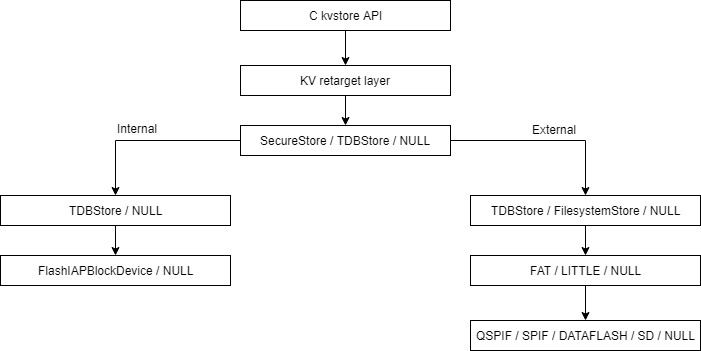 C kvstore API
KV retarget layer
Internal
External
SecureStore / TDBStore / NULL
TDBStore / NULL
TDBStore / FilesystemStore / NULL
FlashIAPBlockDevice / NULL
FAT / LITTLE / NULL
QSPIF / SPIF / DATAFLASH / SD / NULL